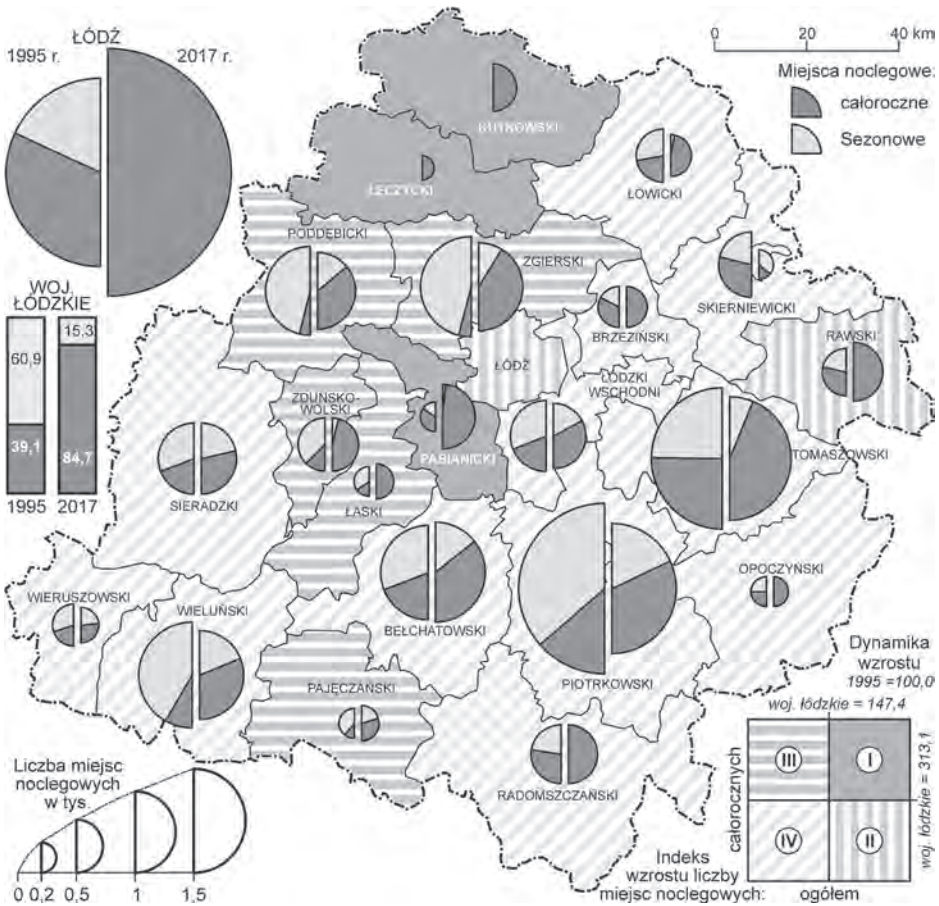 ŁÓDŹ
1995 r.
2017 r.
0 20 40 km
Miejsca noclegowe:
całoroczne
Sezonowe
KUTNOWSKI
ŁĘCZYCKI
ŁOWICKI
PODDĘBICKI
ZGIERSKI
SKIERNIEWICKI
BRZEZIŃSKI
RAWSKI
WOJ.
ŁÓDZKIE
15,3
60,9
39,1
84,7
1995 2017
ŁÓDŹ
ŁÓDZKI
WSCHODNI
ZDUŃSKO-
WOLSKI
PABIANICKI
TOMASZOWSKI
SIERADZKI
ŁASKI
OPOCZYŃSKI
WIERUSZOWSKI
WIELUŃSKI
BEŁCHATOWSKI
PIOTRKOWSKI
PAJĘCZAŃSKI
RADOMSZCZAŃSKI
Dynamika
wzrostu
1995 =100,0
woj. łódzkie = 147,4
całorocznych
III
I
IV
II
woj. łódzkie = 313,1
Indeks
wzrostu liczby
miejsc noclegowych: ogółem
Liczba miejsc
noclegowych
w tys.
0 0,2 0,5 1 1,5